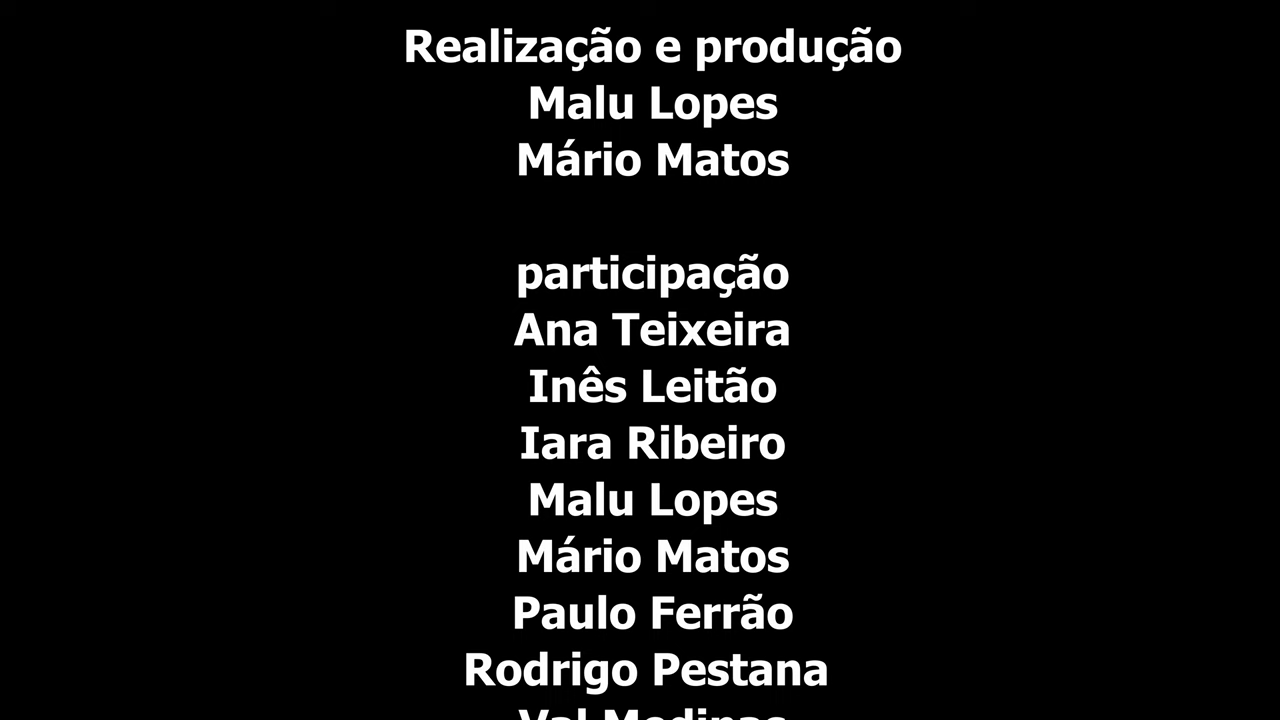 Realização e produção
Malu Lopes
Mário Matos
participação
Ana Teixeira
Inês Leitão
Iara Ribeiro
Malu Lopes
Mário Matos
Paulo Ferrão
Rodrigo Pestana